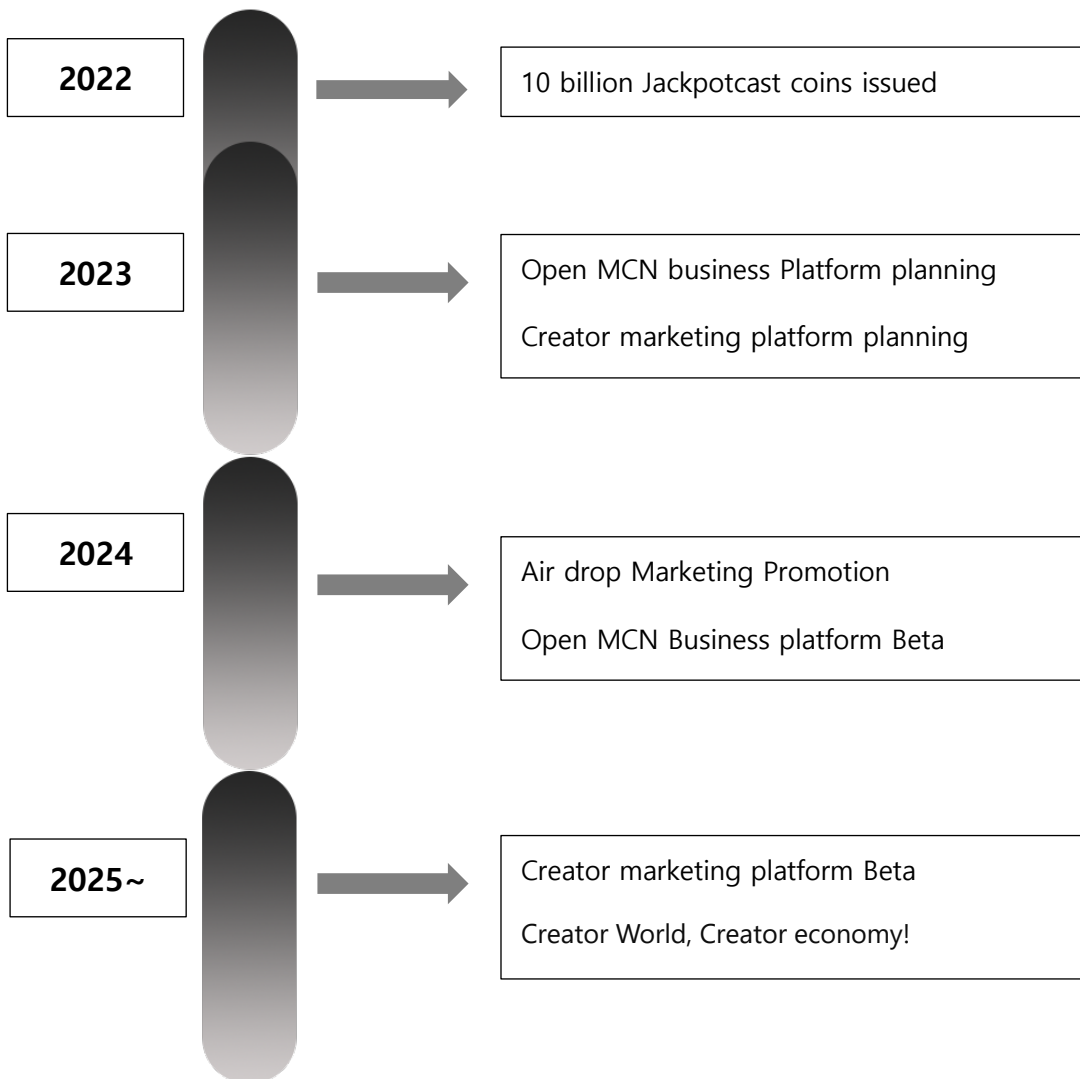 2022
10 billion Jackpotcast coins issued
2023
Open MCN business Platform planning
Creator marketing platform planning
2024
Air drop Marketing Promotion
Open MCN Business platform Beta
2025~
Creator marketing platform Beta
Creator World, Creator economy!